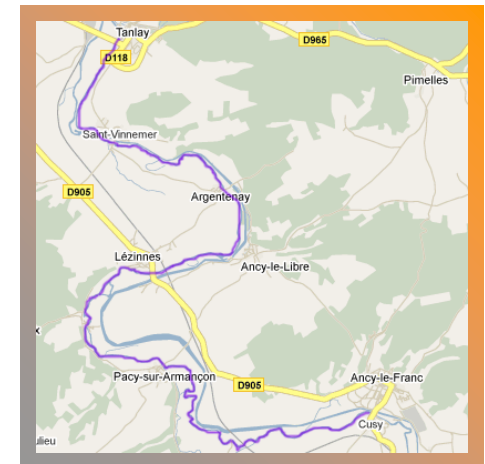 Tanlay
D965
D118
Pimelles
Saint-Vinnemer
D905
Argentenay
Lézinnes
Ancy-le-Libre
x
Pacy-sur-Armançon
D905
Ancy-le-Franc
Cusy
ulieu